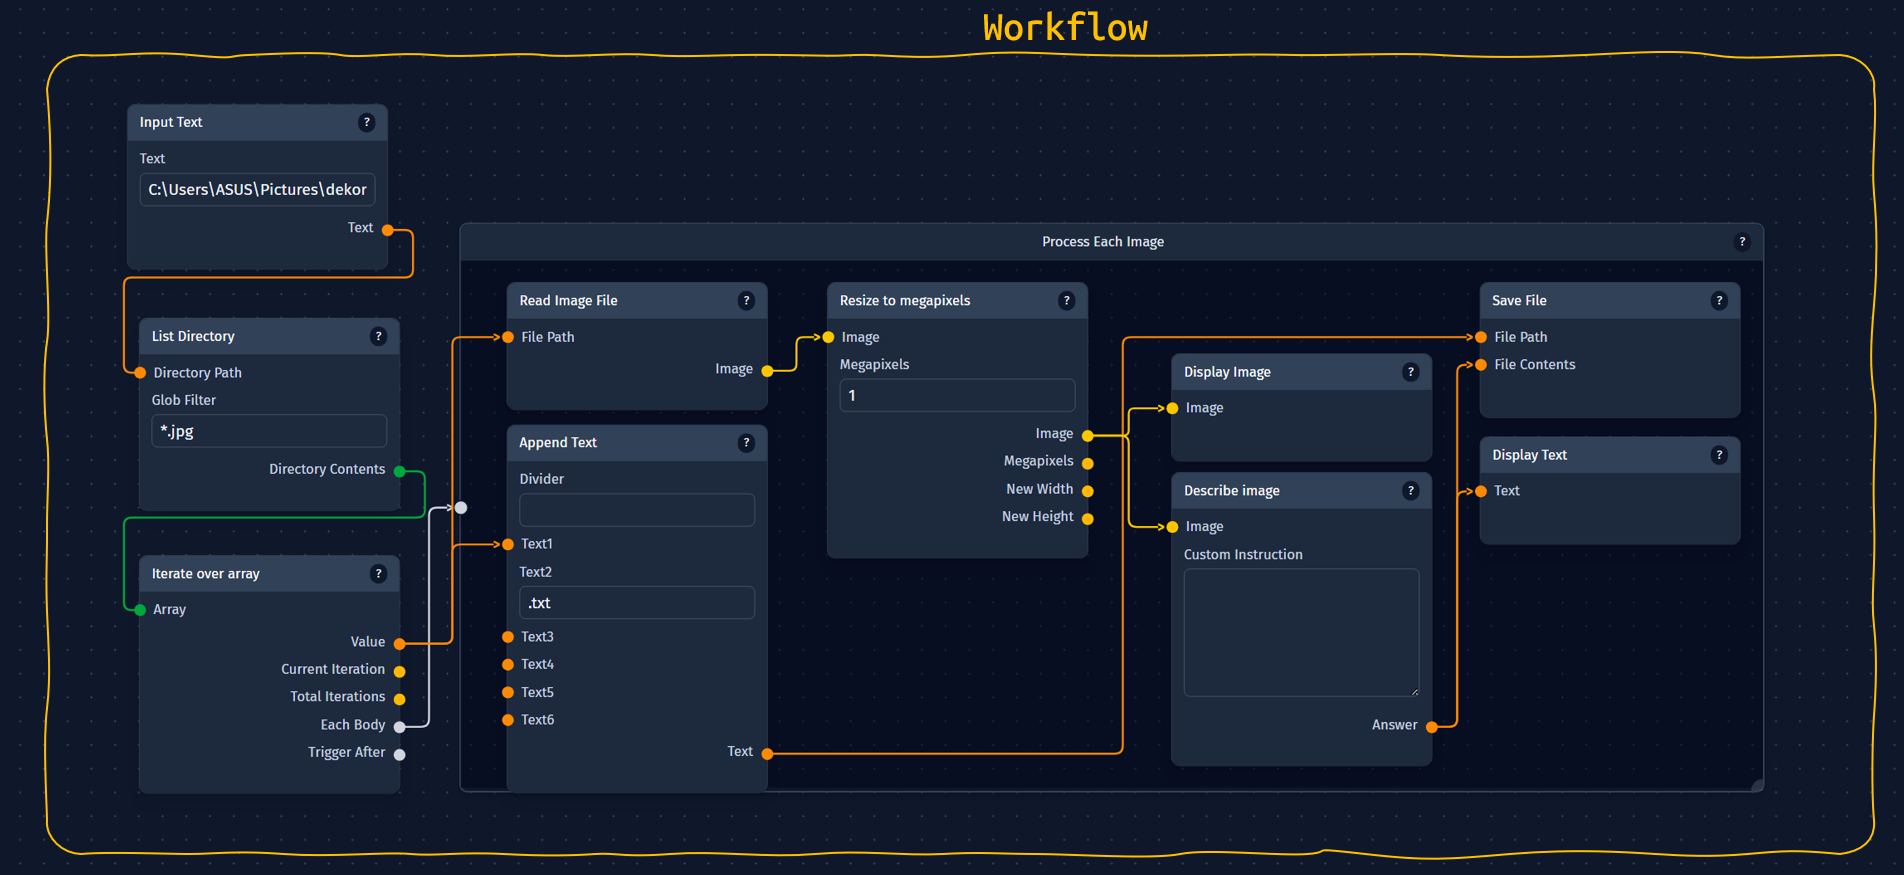 Workflow
Input Text ?
Text
C:\Users\ASUS\Pictures\dekor
Text
List Directory ?
Directory Path
Glob Filter
*.jpg
Directory Contents
Iterate over array ?
Array
Value
Current Iteration
Total Iterations
Each Body
Trigger After
Process Each Image ?
Read Image File ?
File Path
Image
Append Text ?
Divider
Text1
Text2
.txt
Text3
Text4
Text5
Text6
Text
Resize to megapixels ?
Image
Megapixels
1
Image
Megapixels
New Width
New Height
Display Image ?
Image
Describe image ?
Image
Custom Instruction
Answer
Save File ?
File Path
File Contents
Display Text ?
Text